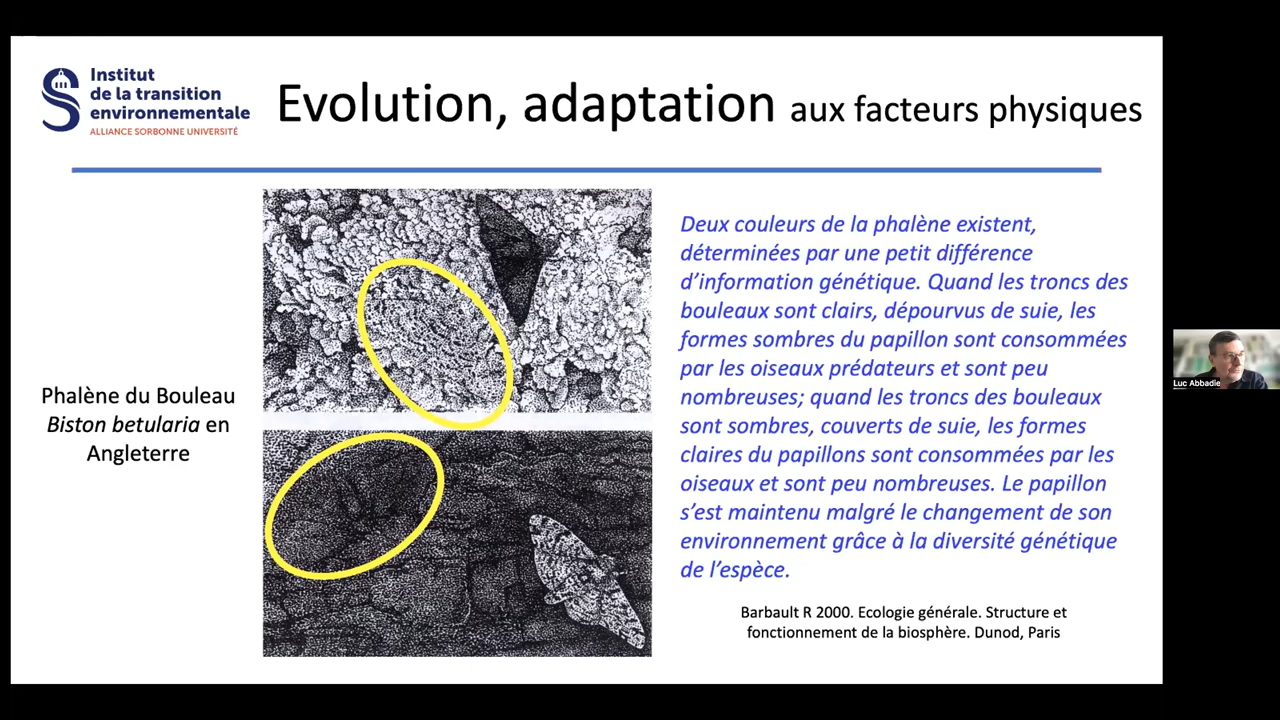 Institut
de la transition
environnementale
ALLIANCE SORBONNE UNIVERSITÉ
Evolution, adaptation aux facteurs physiques
Phalène du Bouleau
Biston betularia en
Angleterre
Deux couleurs de la phalène existent,
déterminées par une petit différence
d’information génétique. Quand les troncs des
bouleaux sont clairs, dépourvus de suie, les
formes sombres du papillon sont consommées
par les oiseaux prédateurs et sont peu
nombreuses; quand les troncs des bouleaux
sont sombres, couverts de suie, les formes
claires du papillons sont consommées par les
oiseaux et sont peu nombreuses. Le papillon
s’est maintenu malgré le changement de son
environnement grâce à la diversité génétique
de l’espèce.
Barbault R 2000. Ecologie générale. Structure et
fonctionnement de la biosphère. Dunod, Paris
Luc Abbadie